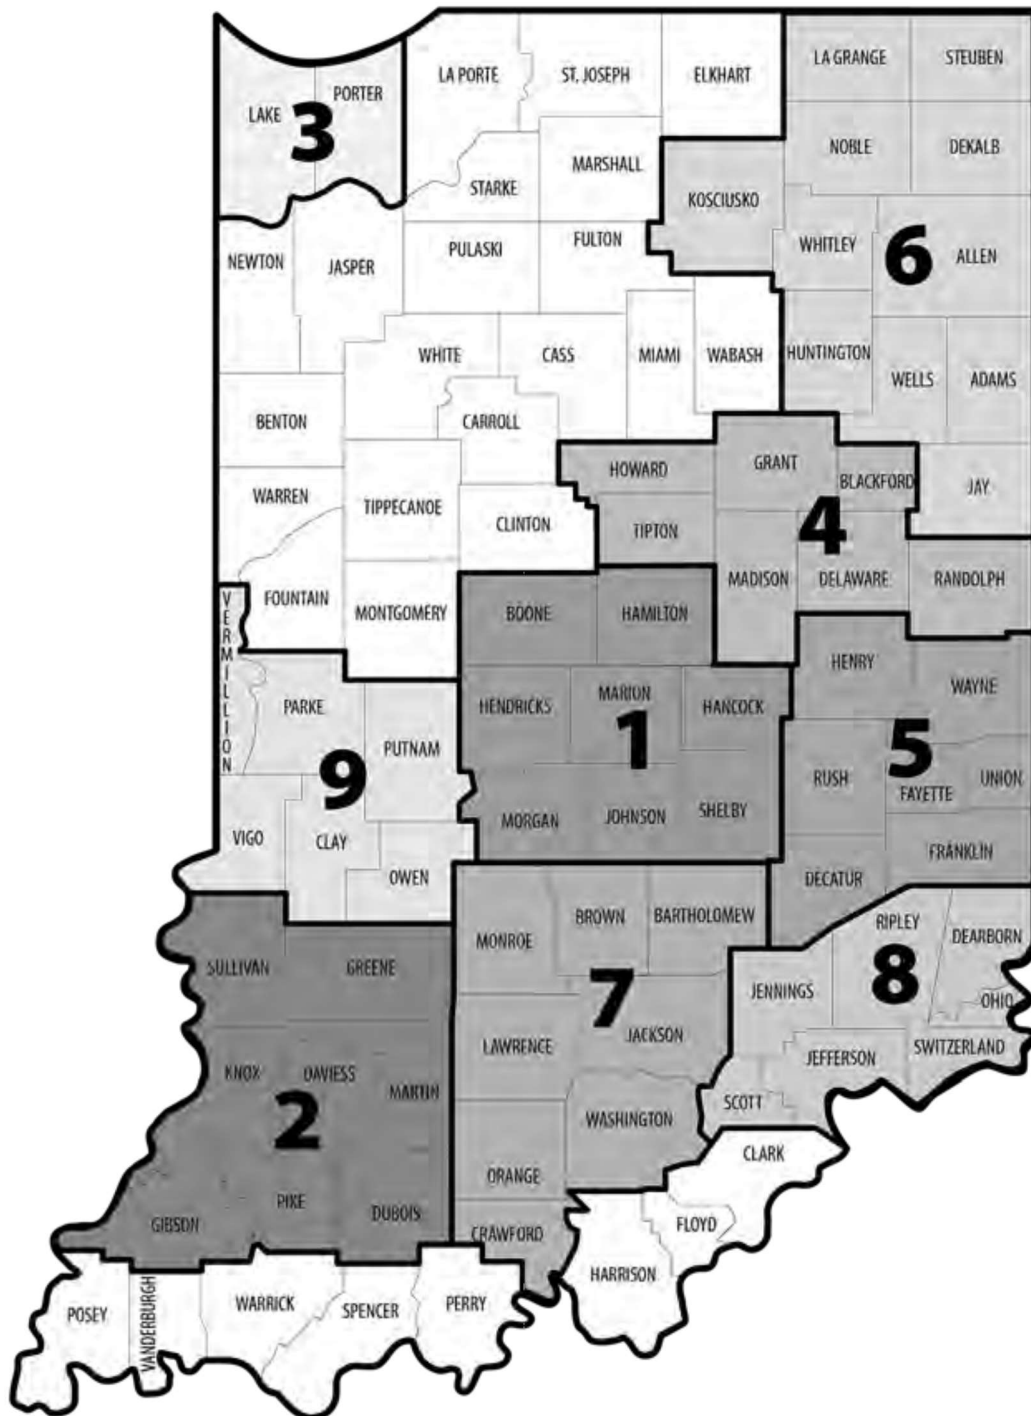 LA PORTE
ST. JOSEPH
ELKHART
LA GRANGE
STEUBEN
LAKE
PORTER
3
NOBLE
DEKALB
MARSHALL
STARKE
KOSCIUSKO
NEWTON
JASPER
PULASKI
FULTON
WHITLEY
6
ALLEN
WHITE
CASS
MIAMI
WABASH
HUNTINGTON
WELLS
ADAMS
BENTON
CARROLL
HOWARD
GRANT
BLACKFORD
JAY
WARREN
TIPPECANOE
CLINTON
TIPTON
4
MADISON
DELAWARE
RANDOLPH
VERMILLION
FOUNTAIN
MONTGOMERY
BOONE
HAMILTON
HENRY
WAYNE
PARKE
PUTNAM
HENDRICKS
MARION
HANCOCK
1
5
9
RUSH
FAYETTE
UNION
VIGO
CLAY
MORGAN
JOHNSON
SHELBY
OWEN
DECATUR
FRANKLIN
SULLIVAN
GREENE
MONROE
BROWN
BARTHOLOMEW
RIPLEY
DEARBORN
8
7
JENNINGS
OHIO
LAWRENCE
JACKSON
JEFFERSON
SWITZERLAND
KNOX
DAVIESS
MARTIN
2
WASHINGTON
SCOTT
ORANGE
CLARK
PIKE
GIBSON
DUBOIS
CRAWFORD
FLOYD
HARRISON
POSEY
VANDERBURGH
WARRICK
SPENCER
PERRY